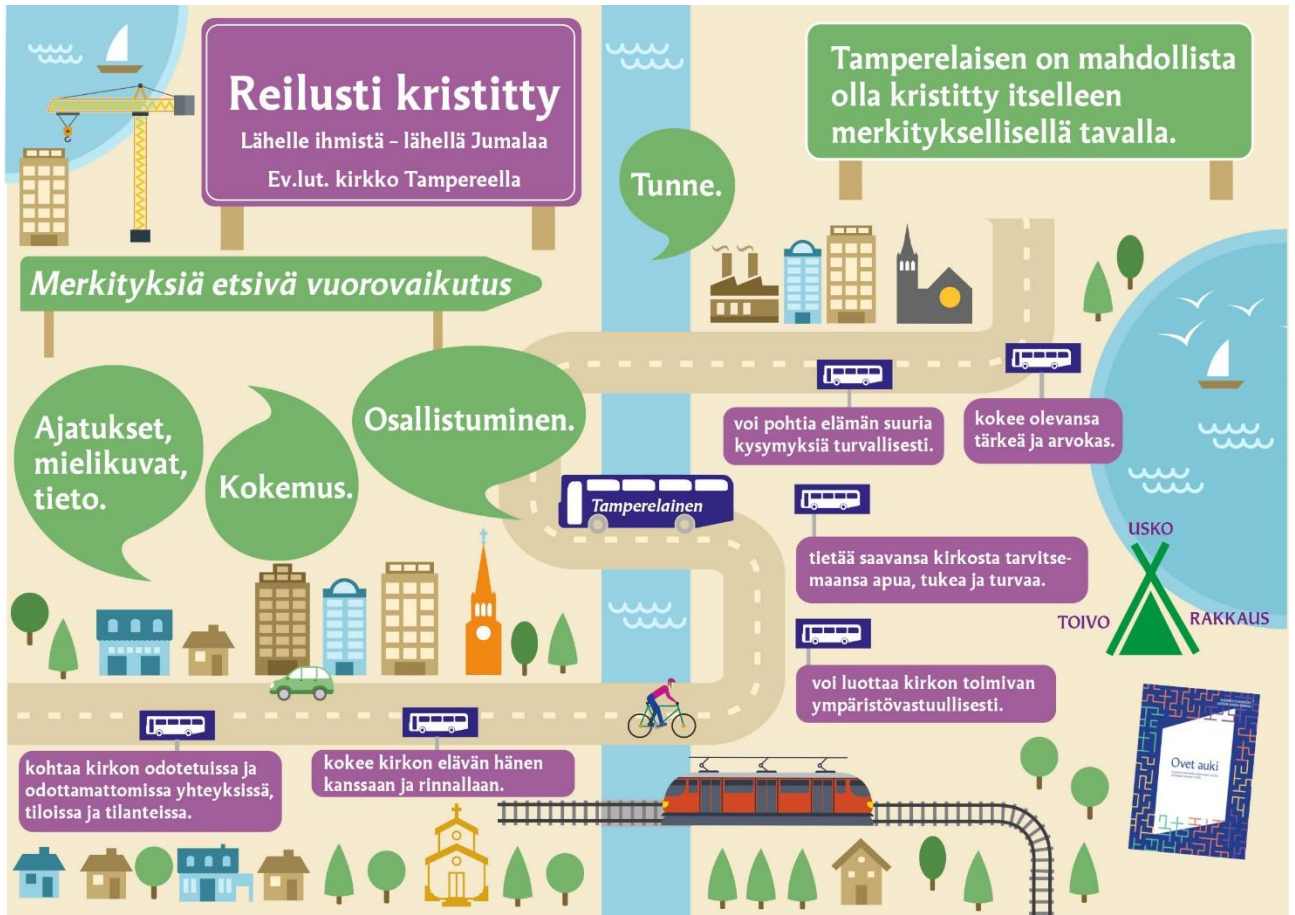 Reilusti kristitty
Lähelle ihmistä – lähellä Jumalaa
Ev.lut. kirkko Tampereella
Tamperelaisen on mahdollista
olla kristitty itselleen
merkityksellisellä tavalla.
Tunne.
Merkityksiä etsivä vuorovaikutus
Ajatukset,
mielikuvat,
tieto.
Kokemus.
Osallistuminen.
voi pohtia elämän suuria
kysymyksiä turvallisesti.
kokee olevansa
tärkeä ja arvokas.
Tamperelainen
tietää saavansa kirkosta tarvitse-
maansa apua, tukea ja turvaa.
USKO
TOIVO
RAKKAUS
voi luottaa kirkon toimivan
ympäristövastuullisesti.
kohtaa kirkon odotetuissa ja
odottamattomissa yhteyksissä,
tiloissa ja tilanteissa.
kokee kirkon elävän hänen
kanssaan ja rinnallaan.
Ovet auki